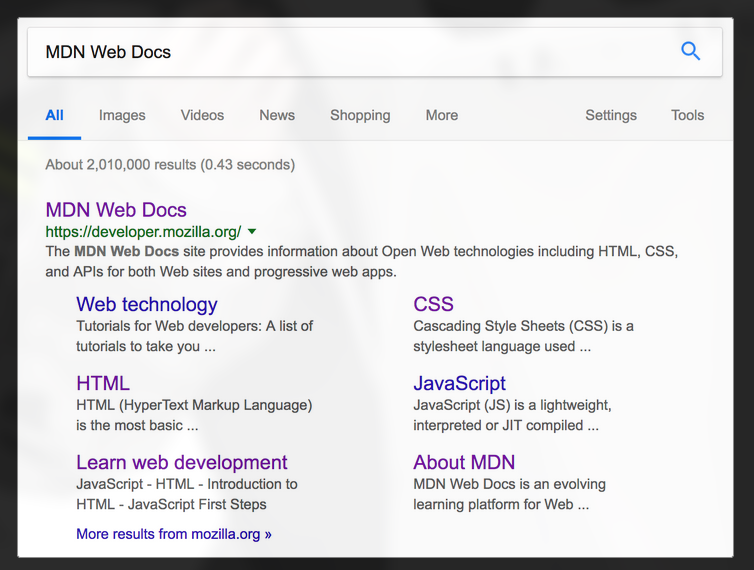 MDN Web Docs
All Images Videos News Shopping More Settings Tools
About 2,010,000 results (0.43 seconds)
MDN Web Docs
https://developer.mozilla.org/
The MDN Web Docs site provides information about Open Web technologies including HTML, CSS,
and APIs for both Web sites and progressive web apps.
Web technology
Tutorials for Web developers: A list of
tutorials to take you ...
CSS
Cascading Style Sheets (CSS) is a
stylesheet language used ...
HTML
HTML (HyperText Markup Language)
is the most basic ...
JavaScript
JavaScript (JS) is a lightweight,
interpreted or JIT compiled ...
Learn web development
JavaScript - HTML - Introduction to
HTML - JavaScript First Steps
About MDN
MDN Web Docs is an evolving
learning platform for Web ...
More results from mozilla.org »